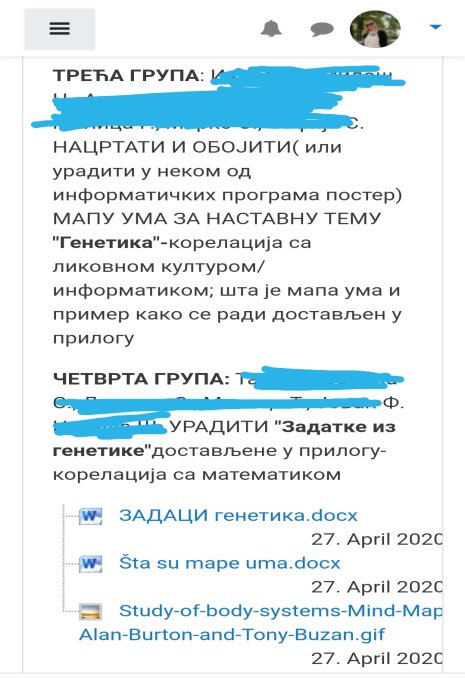 ТРЕЋА ГРУПА:
С.
НАЦРТАТИ И ОБОЈИТИ( или
урадити у неком од
информатичких програма постер)
МАПУ УМА ЗА НАСТАВНУ ТЕМУ
"Генетика"-корелација са
ликовном културом/
информатиком; шта је мапа ума и
пример како се ради достављен у
прилогу
ЧЕТВРТА ГРУПА:
Ф.
УРАДИТИ "Задатке из
генетике"достављене у прилогу-
корелација са математиком
ЗАДАЦИ генетика.docx
27. April 2020
Šta su mape uma.docx
27. April 2020
Study-of-body-systems-Mind-Map
Alan-Burton-and-Tony-Buzan.gif
27. April 2020